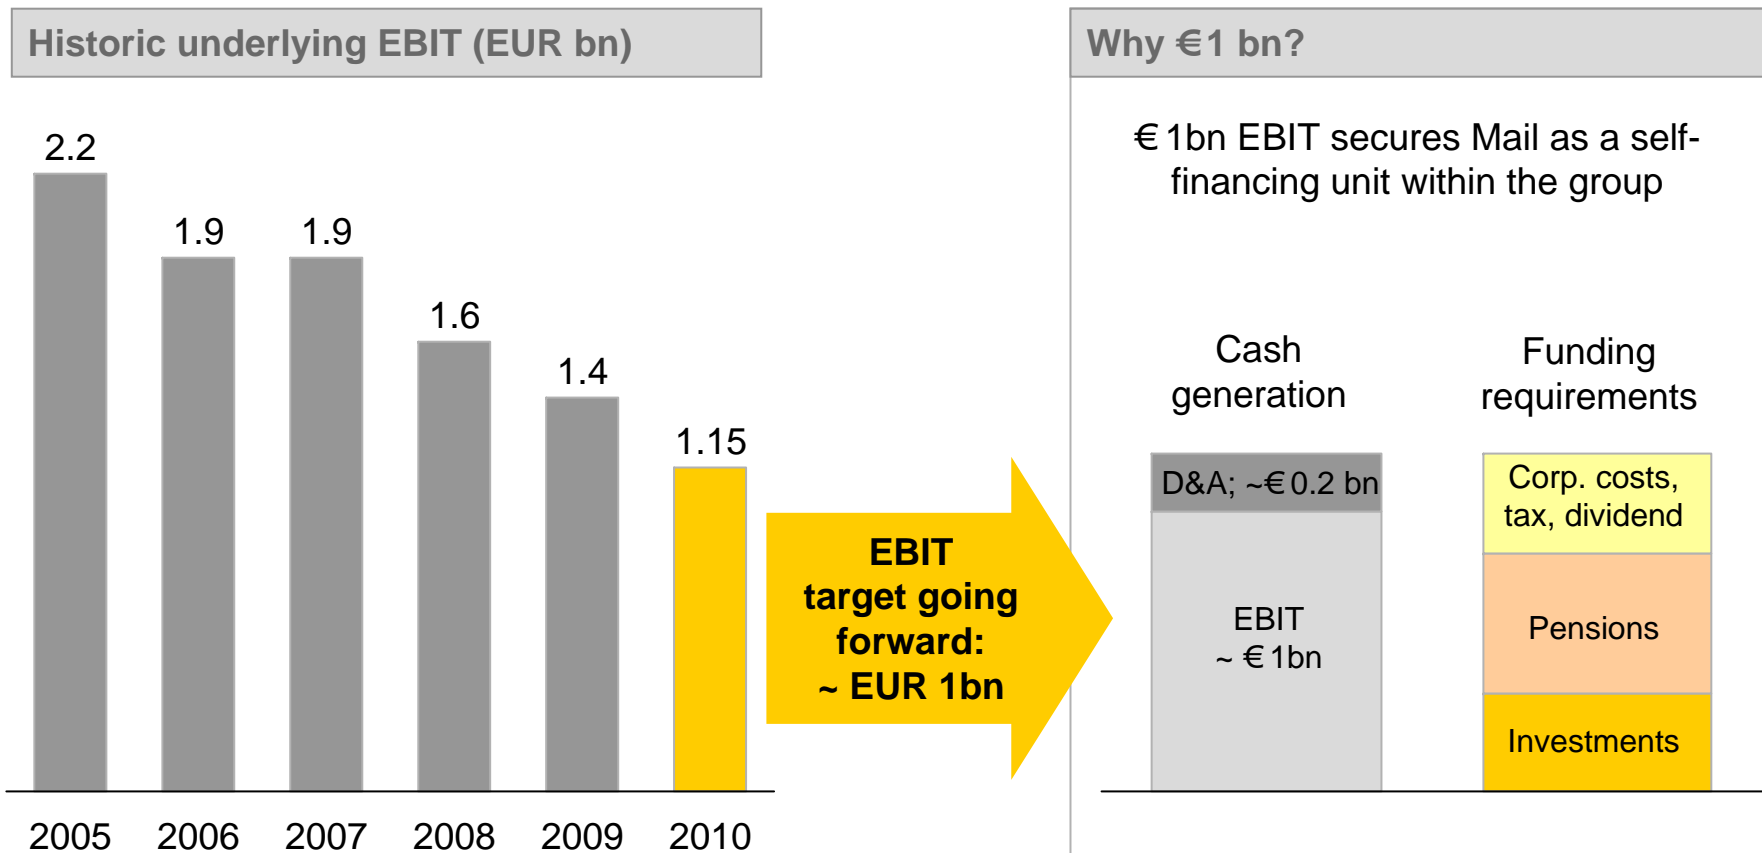 Historic underlying EBIT (EUR bn)
2.2
1.9
1.9
1.6
1.4
1.15
2005
2006
2007
2008
2009
2010
EBIT
target going
forward:
~ EUR 1bn
Why €1 bn?
€1bn EBIT secures Mail as a self-
financing unit within the group
Cash
generation
D&A; ~€0.2 bn
EBIT
~ €1bn
Funding
requirements
Corp. costs,
tax, dividend
Pensions
Investments